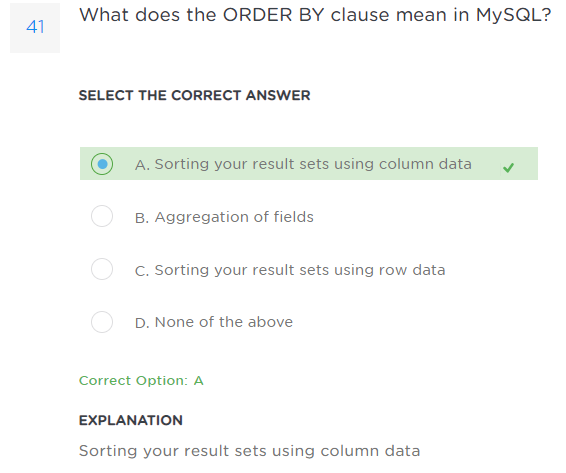 41
What does the ORDER BY clause mean in MySQL?
SELECT THE CORRECT ANSWER
A. Sorting your result sets using column data
B. Aggregation of fields
C. Sorting your result sets using row data
D. None of the above
Correct Option: A
EXPLANATION
Sorting your result sets using column data